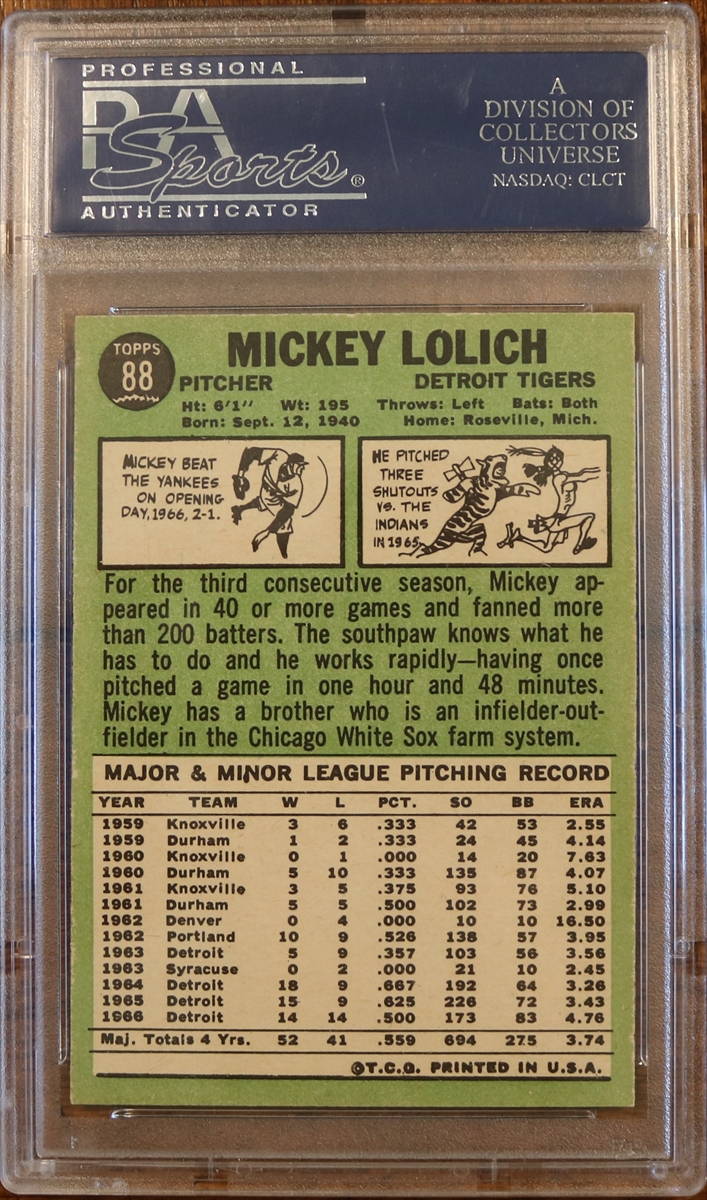 PROFESSIONAL
PSA
Sports®
AUTHENTICATOR
A
DIVISION OF
COLLECTORS
UNIVERSE
NASDAQ: CLCT
TOPPS
88
MICKEY LOLICH
PITCHER DETROIT TIGERS
Ht: 6'1" Wt: 195 Throws: Left Bats: Both
Born: Sept. 12, 1940 Home: Roseville, Mich.
MICKEY BEAT
THE YANKEES
ON OPENING
DAY, 1966, 2-1.
HE PITCHED
THREE
SHUTOUTS
VS. THE
INDIANS
IN 1965.
For the third consecutive season, Mickey ap-
peared in 40 or more games and fanned more
than 200 batters. The southpaw knows what he
has to do and he works rapidly—having once
pitched a game in one hour and 48 minutes.
Mickey has a brother who is an infielder-out-
fielder in the Chicago White Sox farm system.
MAJOR & MINOR LEAGUE PITCHING RECORD
YEAR TEAM W L PCT. SO BB ERA
1959 Knoxville 3 6 .333 42 53 2.55
1959 Durham 1 2 .333 24 45 4.14
1960 Knoxville 0 1 .000 14 20 7.63
1960 Durham 5 10 .333 135 87 4.07
1961 Knoxville 3 5 .375 93 76 5.10
1961 Durham 5 5 .500 102 73 2.99
1962 Denver 0 4 .000 10 10 16.50
1962 Portland 10 9 .526 138 57 3.95
1963 Detroit 5 9 .357 103 56 3.56
1963 Syracuse 0 2 .000 21 10 2.45
1964 Detroit 18 9 .667 192 64 3.26
1965 Detroit 15 9 .625 226 72 3.43
1966 Detroit 14 14 .500 173 83 4.76
Maj. Totals 4 Yrs. 52 41 .559 694 275 3.74
©T.C.G. PRINTED IN U.S.A.